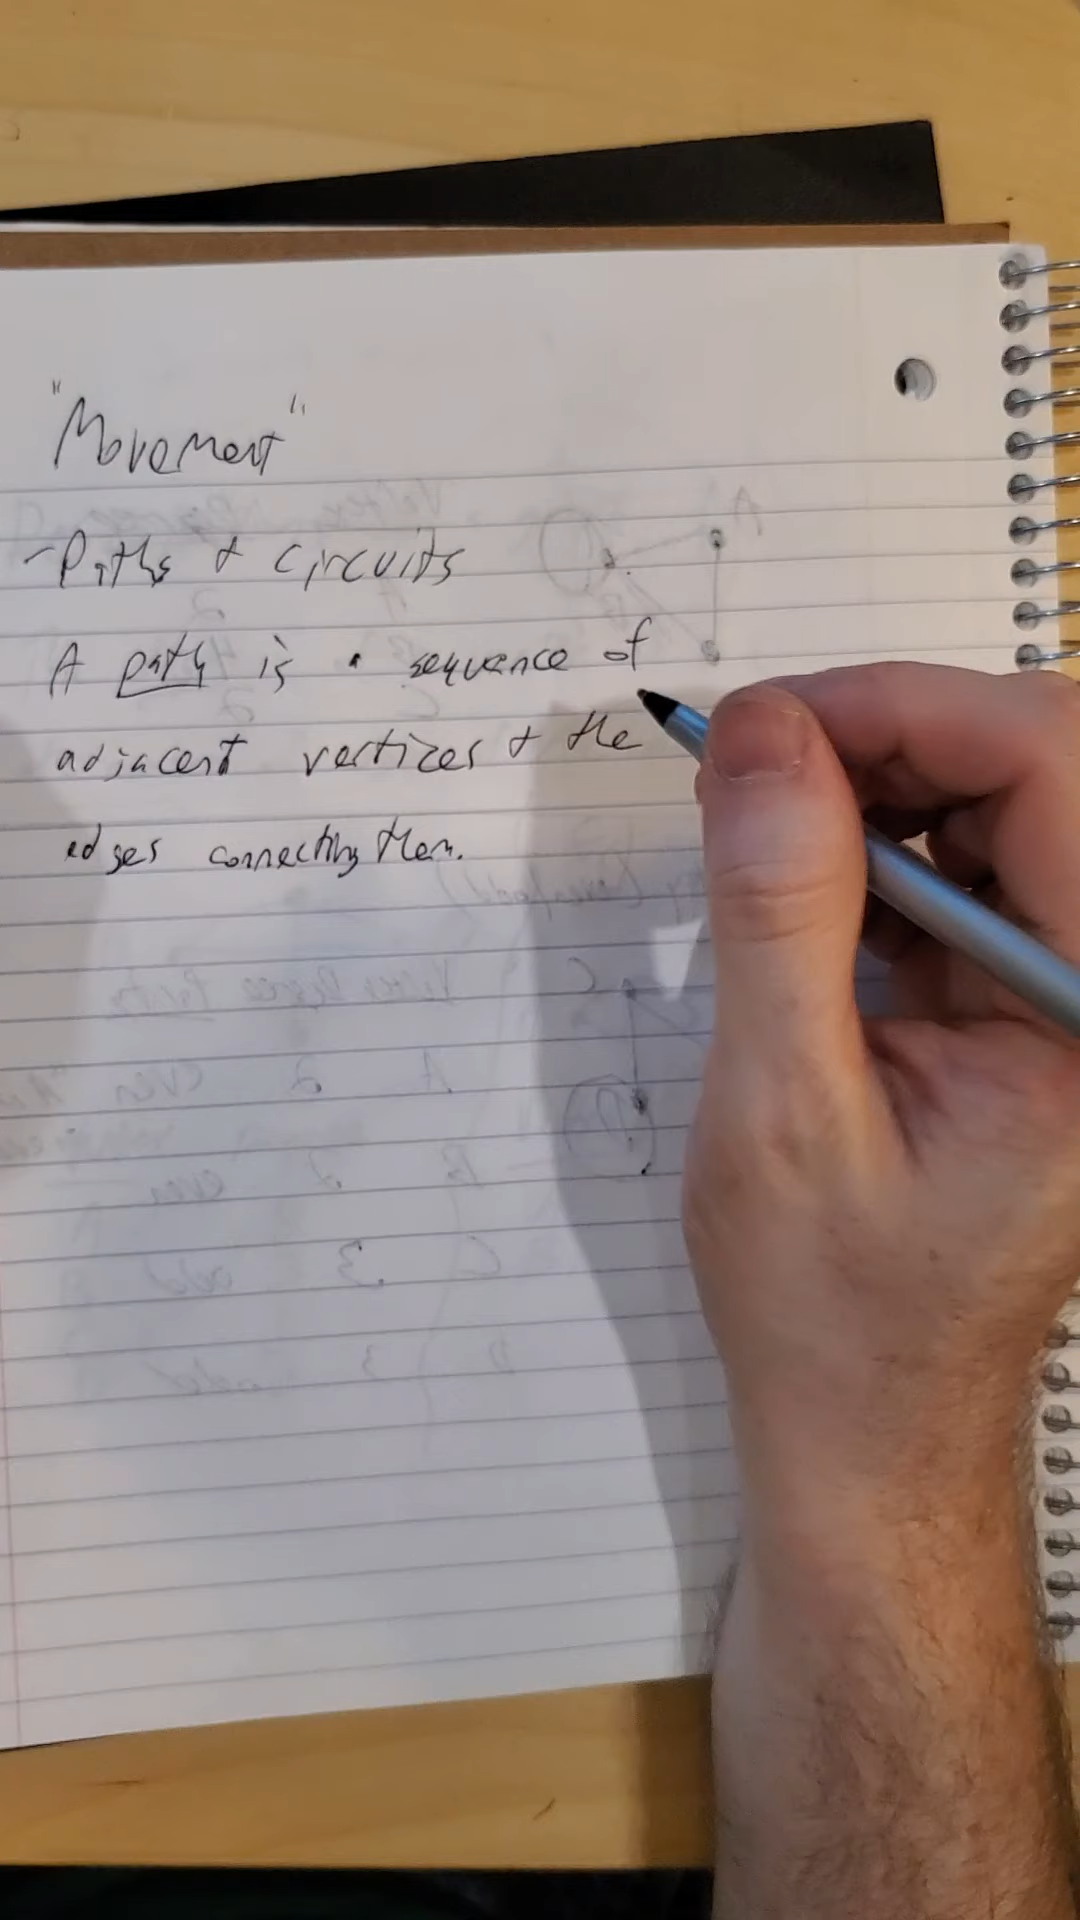 "Movement"
- Paths & circuits
A path is a sequence of
adjacent vertices & the
edges connecting them.